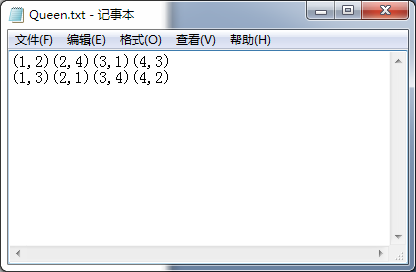 Queen.txt - 记事本
文件(F) 编辑(E) 格式(O) 查看(V) 帮助(H)
(1,2)(2,4)(3,1)(4,3)
(1,3)(2,1)(3,4)(4,2)